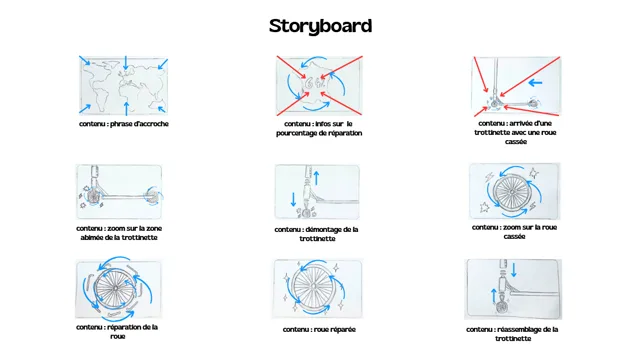 Storyboard
contenu : phrase d'accroche
contenu : infos sur le
pourcentage de réparation
contenu : arrivée d'une
trottinette avec une roue
cassée
contenu : zoom sur la zone
abimée de la trottinette
contenu : démontage de la
trottinette
contenu : zoom sur la roue
cassée
contenu : réparation de la
roue
contenu : roue réparée
contenu : réassemblage de la
trottinette